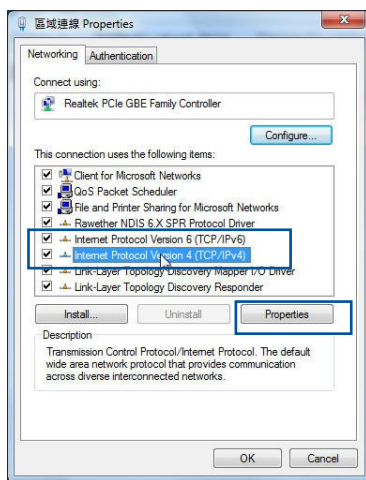 區域連線 Properties
Networking
Authentication
Connect using:
Realtek PCIe GBE Family Controller
Configure...
This connection uses the following items:
Client for Microsoft Networks
QoS Packet Scheduler
File and Printer Sharing for Microsoft Networks
Rawether NDIS 6.X SPR Protocol Driver
Internet Protocol Version 6 (TCP/IPv6)
Internet Protocol Version 4 (TCP/IPv4)
Link-Layer Topology Discovery Mapper I/O Driver
Link-Layer Topology Discovery Responder
Install...
Uninstall
Properties
Description
Transmission Control Protocol/Internet Protocol. The default
wide area network protocol that provides communication
across diverse interconnected networks.
OK
Cancel